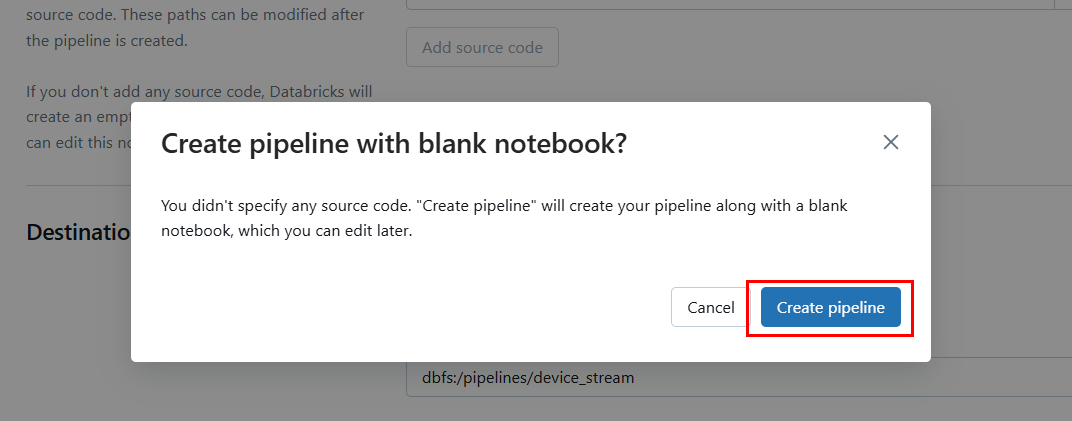 source code. These paths can be modified after
the pipeline is created.
Add source code
If you don't add any source code, Databricks will
create an empt
can edit this no
Create pipeline with blank notebook?
You didn't specify any source code. "Create pipeline" will create your pipeline along with a blank
notebook, which you can edit later.
Destinatio
Cancel
Create pipeline
dbfs:/pipelines/device_stream